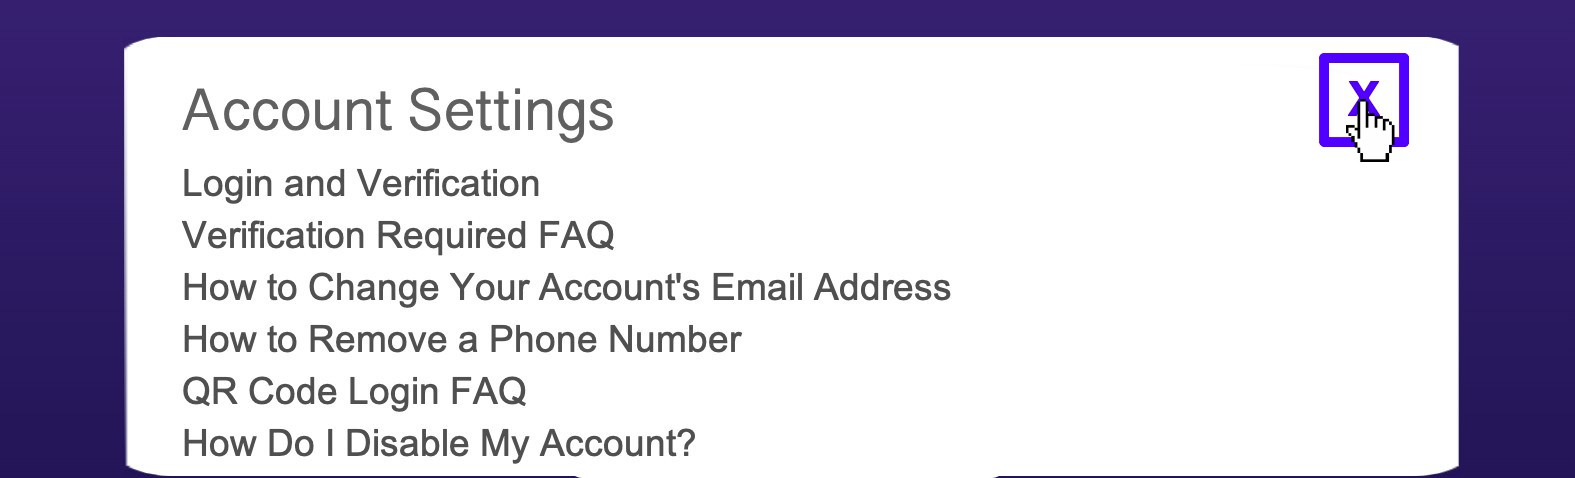 Account Settings
X
Login and Verification
Verification Required FAQ
How to Change Your Account's Email Address
How to Remove a Phone Number
QR Code Login FAQ
How Do I Disable My Account?